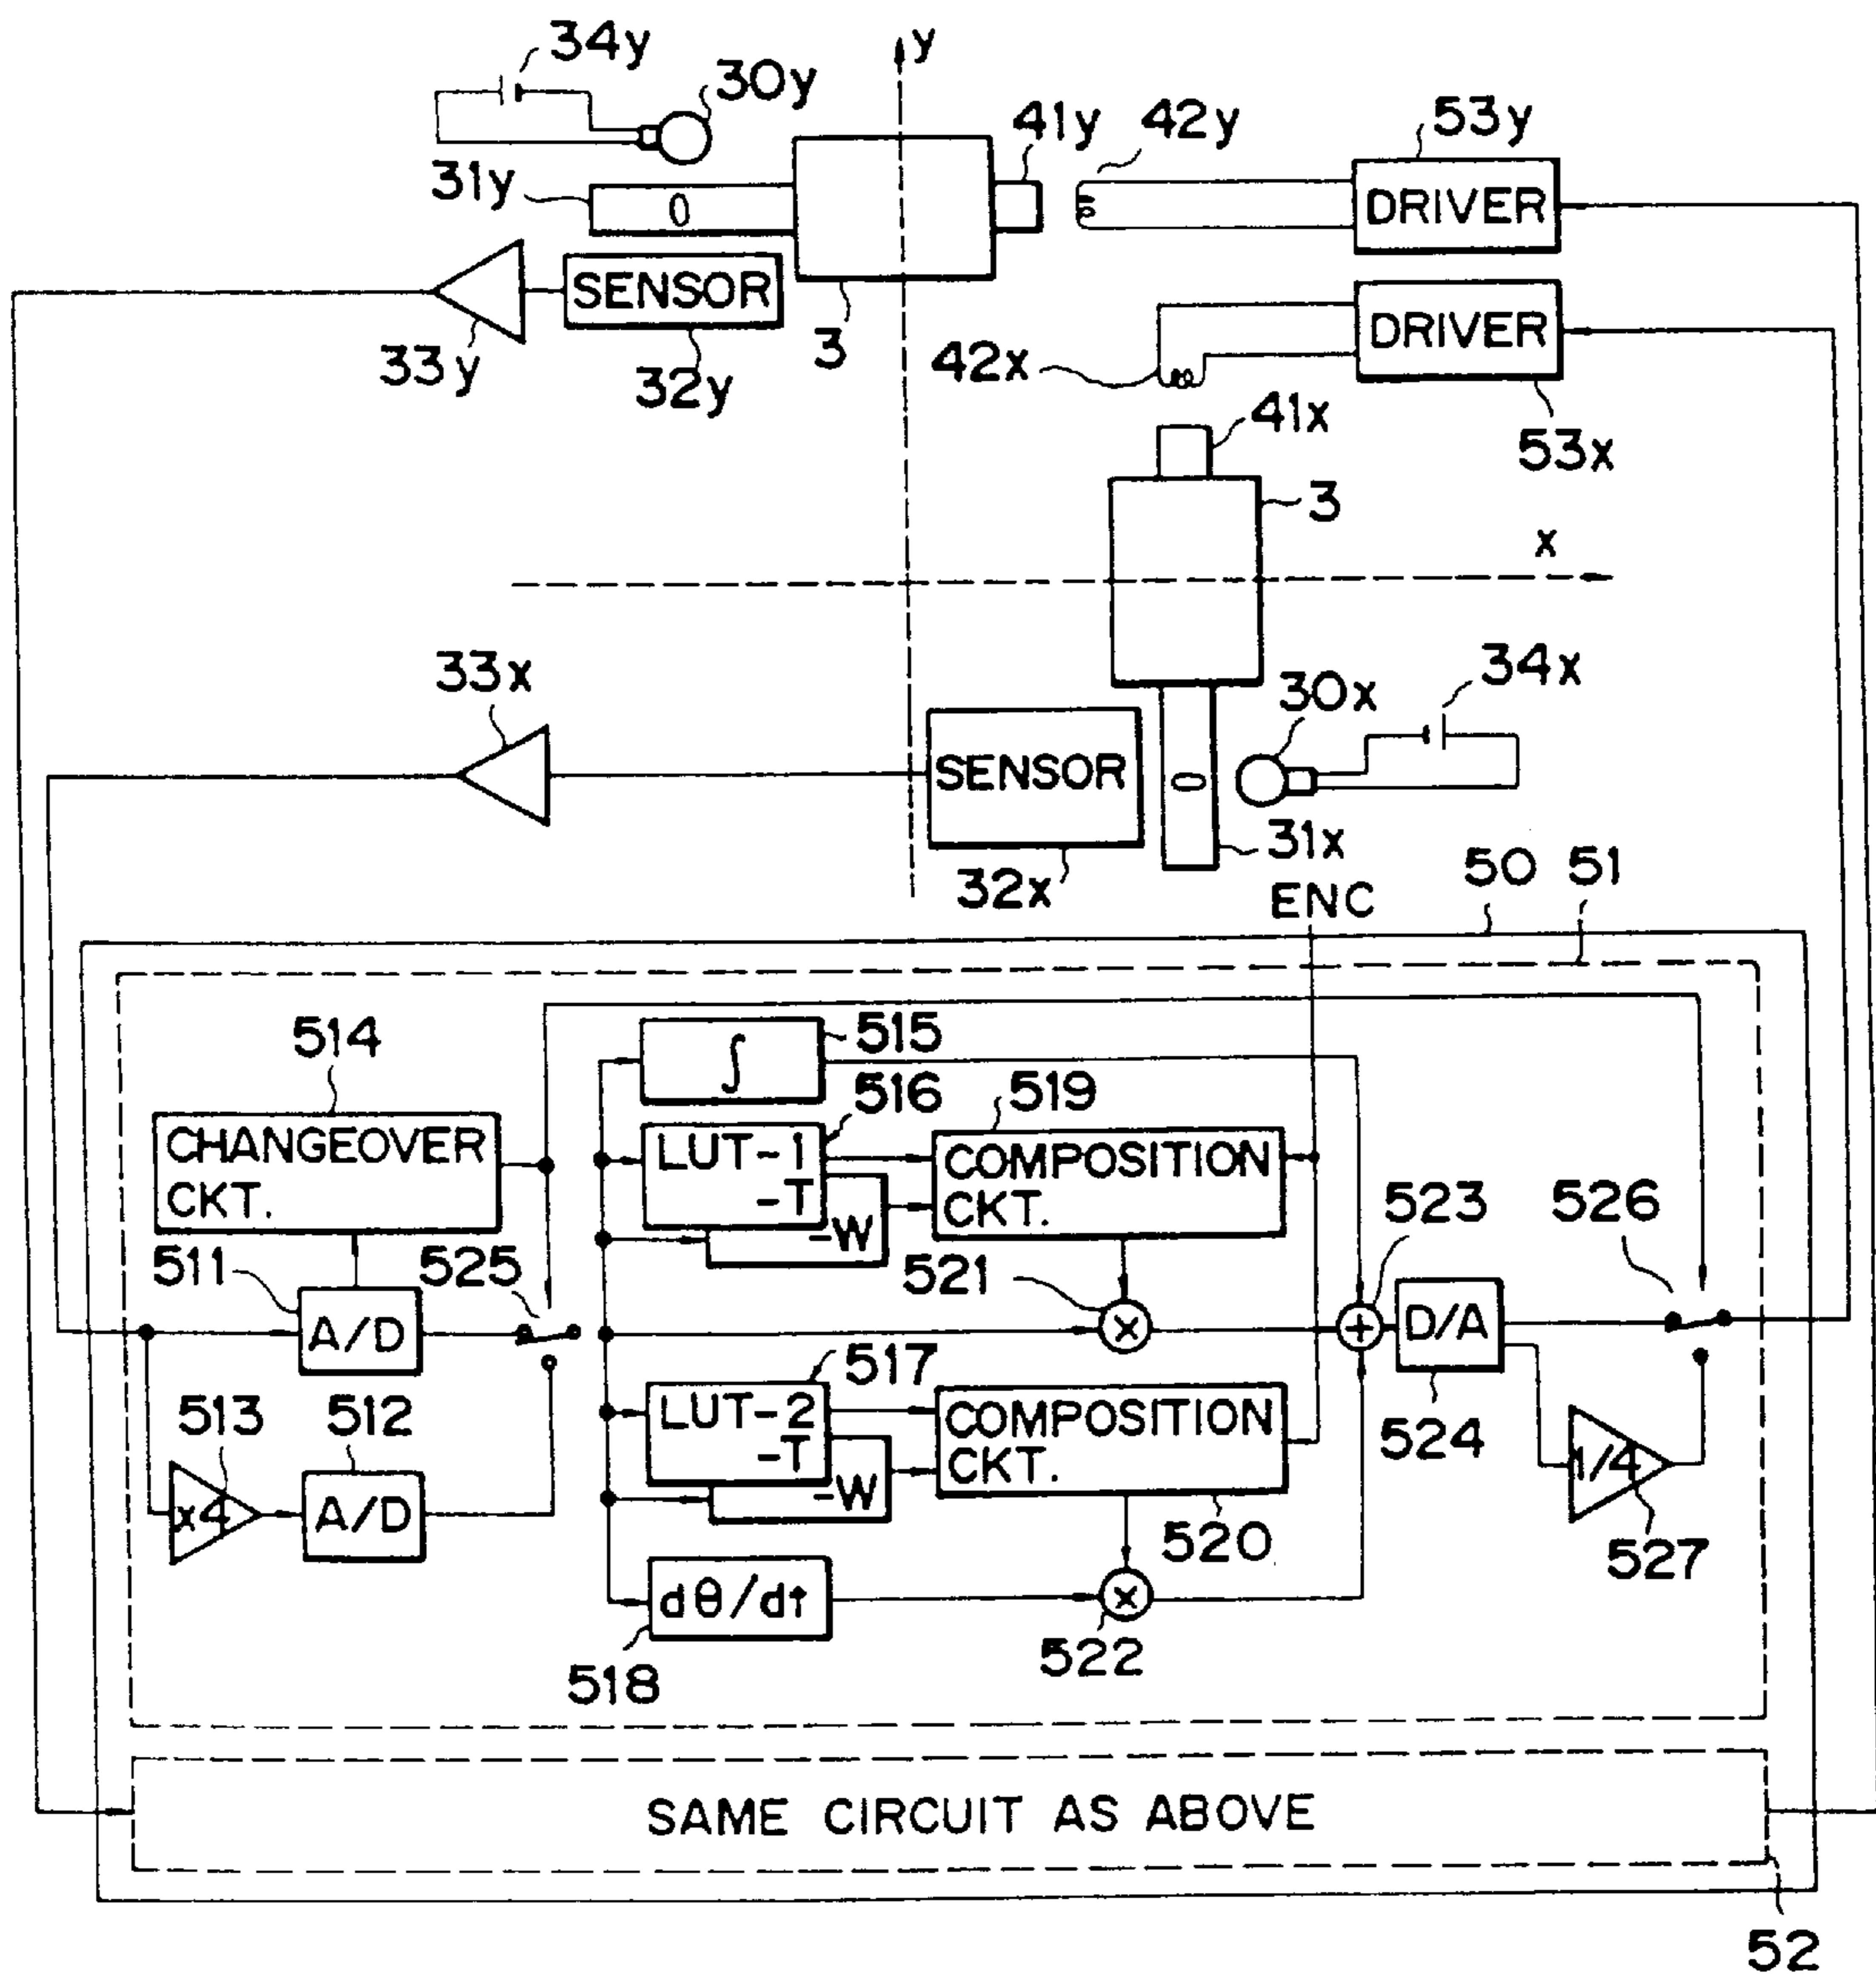 34y
y
30y
41y
42y
53y
31y
DRIVER
SENSOR
33y
32y
3
DRIVER
42x
41x
53x
3
x
33x
34x
30x
SENSOR
31x
32x
50
51
ENC
514
515
516
519
CHANGEOVER
CKT.
∫
LUT-1
-T
-W
COMPOSITION
CKT.
523
526
511
525
521
A/D
×
+
D/A
517
513
512
LUT-2
-T
-W
COMPOSITION
CKT.
524
x4
A/D
1/4
520
527
dθ/dt
×
518
522
SAME CIRCUIT AS ABOVE
52